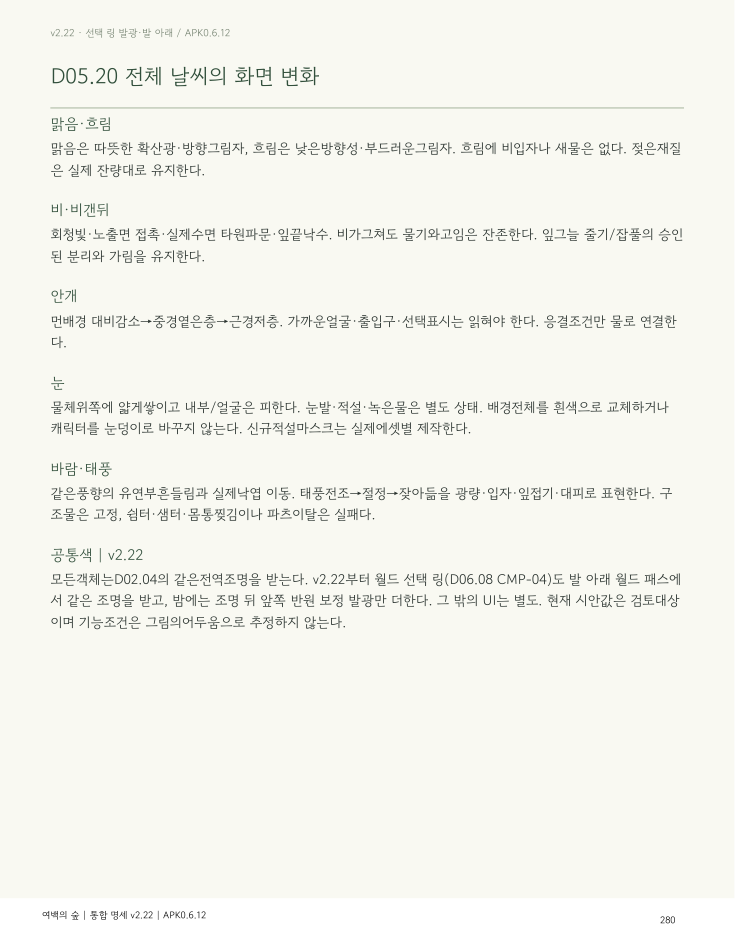 v2.22 · 선택 링 발광·발 아래 / APK0.6.12
D05.20 전체 날씨의 화면 변화
맑음·흐림
맑음은 따뜻한 확산광·방향그림자, 흐림은 낮은방향성·부드러운그림자. 흐림에 비입자나 새물은 없다. 젖은재질
은 실제 잔량대로 유지한다.
비·비갠뒤
회청빛·노출면 접촉·실제수면 타원파문·잎끝낙수. 비가그쳐도 물기와고임은 잔존한다. 잎그늘 줄기/잡풀의 승인
된 분리와 가림을 유지한다.
안개
먼배경 대비감소→중경옅은층→근경저층. 가까운얼굴·출입구·선택표시는 읽혀야 한다. 응결조건만 물로 연결한
다.
눈
물체위쪽에 얇게쌓이고 내부/얼굴은 피한다. 눈발·적설·녹은물은 별도 상태. 배경전체를 흰색으로 교체하거나
캐릭터를 눈덩이로 바꾸지 않는다. 신규적설마스크는 실제에셋별 제작한다.
바람·태풍
같은풍향의 유연부흔들림과 실제낙엽 이동. 태풍전조→절정→잦아듦을 광량·입자·잎접기·대피로 표현한다. 구
조물은 고정, 쉼터·샘터·몸통찢김이나 파츠이탈은 실패다.
공통색 | v2.22
모든객체는D02.04의 같은전역조명을 받는다. v2.22부터 월드 선택 링(D06.08 CMP-04)도 발 아래 월드 패스에
서 같은 조명을 받고, 밤에는 조명 뒤 앞쪽 반원 보정 발광만 더한다. 그 밖의 UI는 별도. 현재 시안값은 검토대상
이며 기능조건은 그림의어두움으로 추정하지 않는다.
여백의 숲 | 통합 명세 v2.22 | APK0.6.12
280